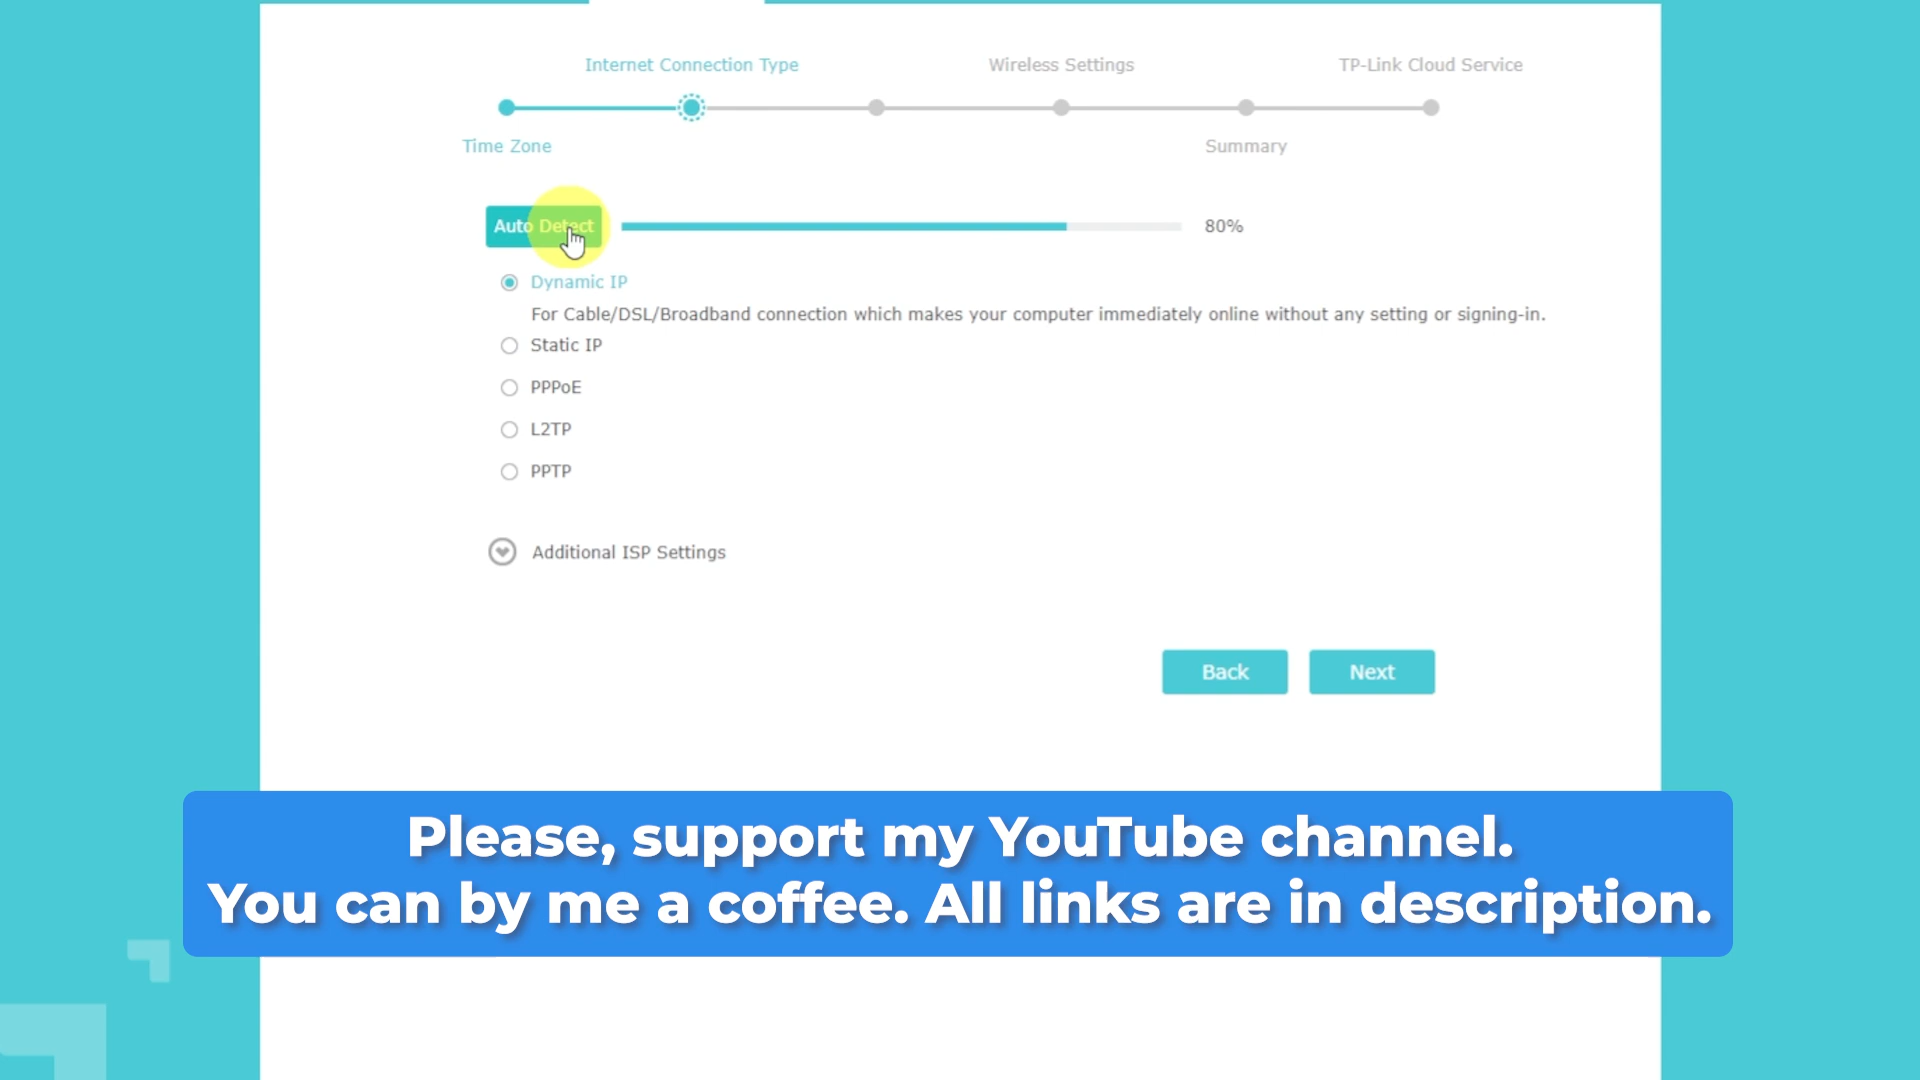 Internet Connection Type Wireless Settings TP-Link Cloud Service
Time Zone Summary
Auto Detect 80%
Dynamic IP
For Cable/DSL/Broadband connection which makes your computer immediately online without any setting or signing-in.
Static IP
PPPoE
L2TP
PPTP
Additional ISP Settings
Back Next
Please, support my YouTube channel.
You can by me a coffee. All links are in description.